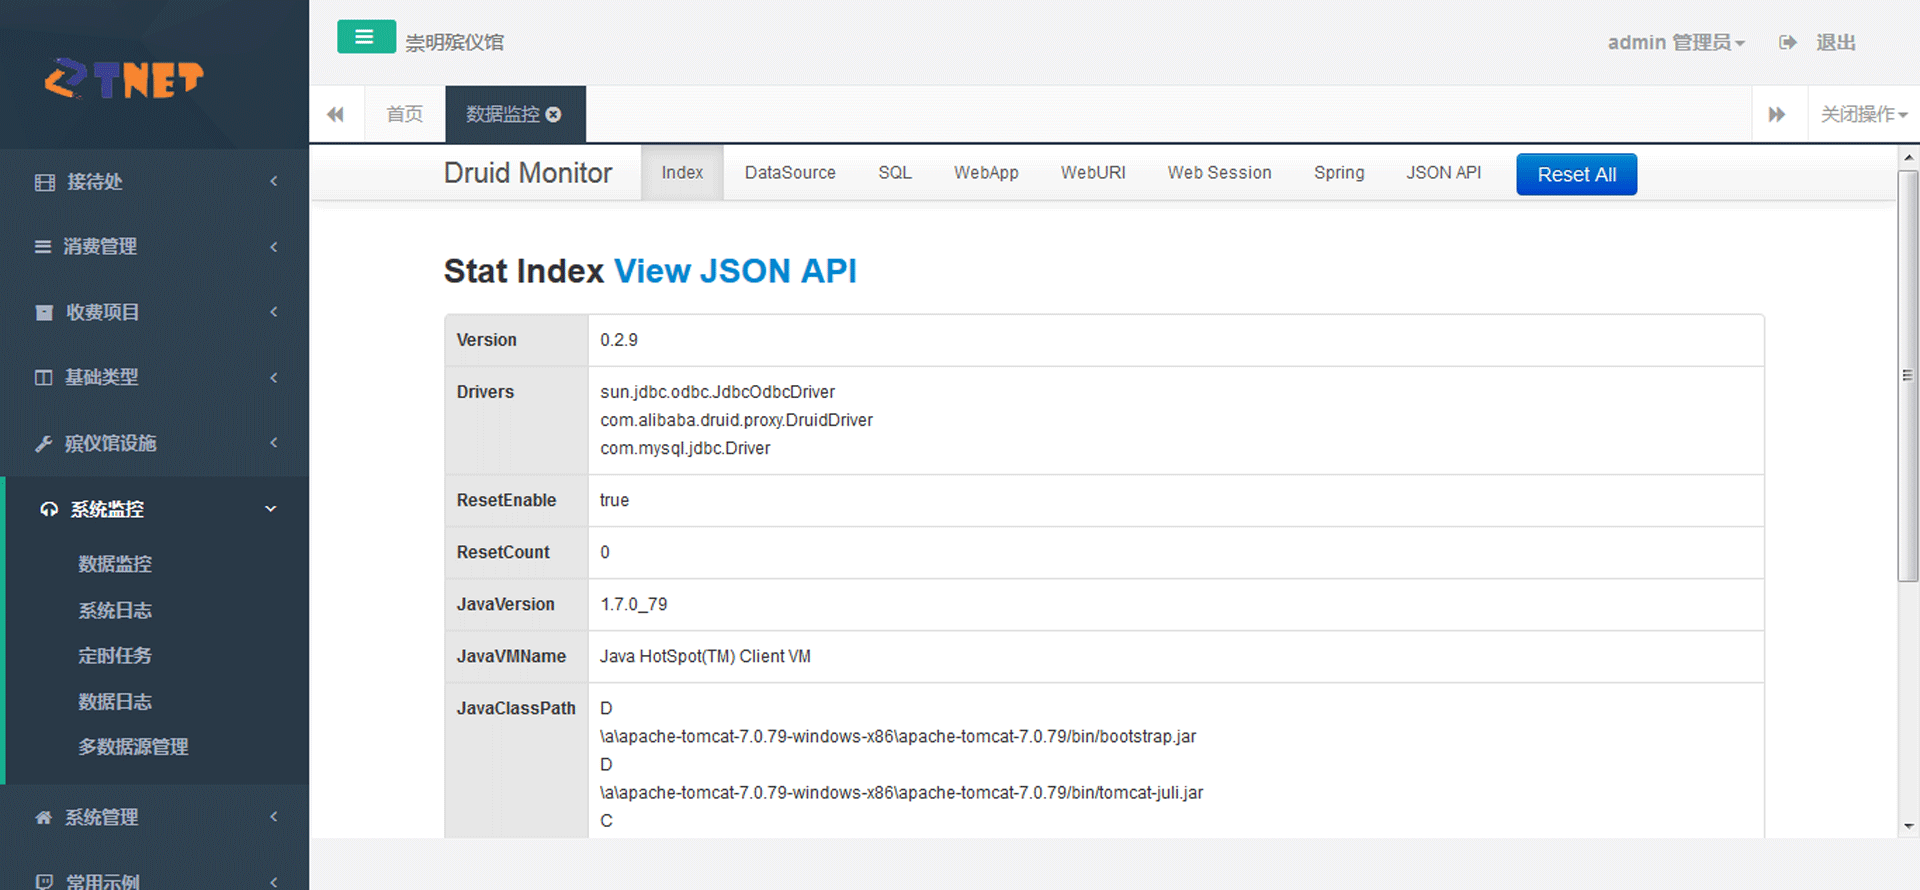 TNET
崇明殡仪馆
admin 管理员
退出
首页
数据监控
关闭操作
接待处
消费管理
收费项目
基础类型
殡仪馆设施
系统监控
数据监控
系统日志
定时任务
数据日志
多数据源管理
系统管理
常用示例
Druid Monitor
Index
DataSource
SQL
WebApp
WebURI
Web Session
Spring
JSON API
Reset All
Stat Index View JSON API
Version 0.2.9
Drivers sun.jdbc.odbc.JdbcOdbcDriver
com.alibaba.druid.proxy.DruidDriver
com.mysql.jdbc.Driver
ResetEnable true
ResetCount 0
JavaVersion 1.7.0_79
JavaVMName Java HotSpot(TM) Client VM
JavaClassPath D
\a\apache-tomcat-7.0.79-windows-x86\apache-tomcat-7.0.79/bin/bootstrap.jar
D
\a\apache-tomcat-7.0.79-windows-x86\apache-tomcat-7.0.79/bin/tomcat-juli.jar
C